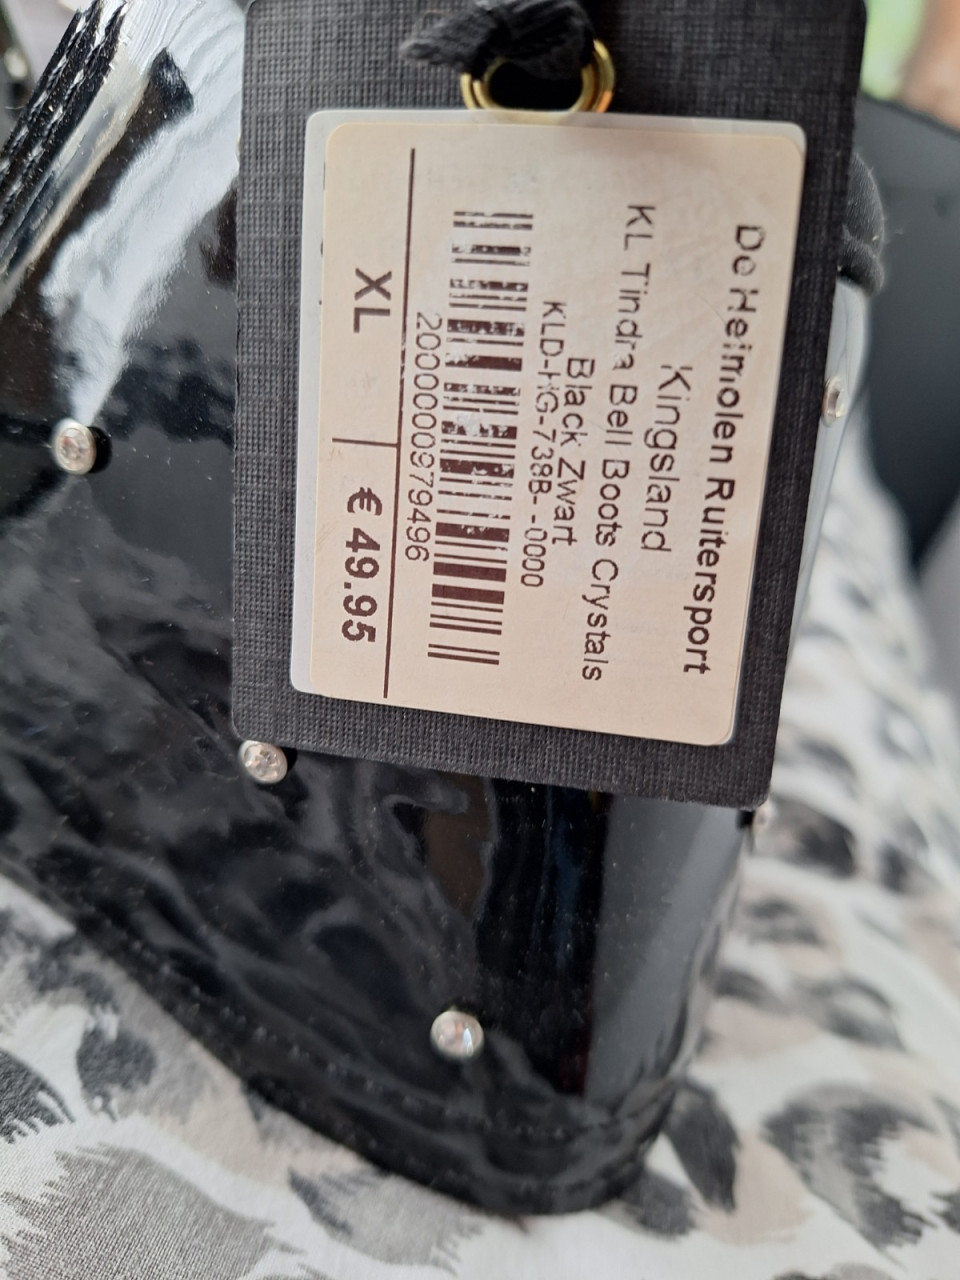 De Heimolen Ruitersport
Kingsland
KL Tindra Bell Boots Crystals
Black Zwart
KLD-HG-738B- -0000
2000000979496
XL
€ 49.95